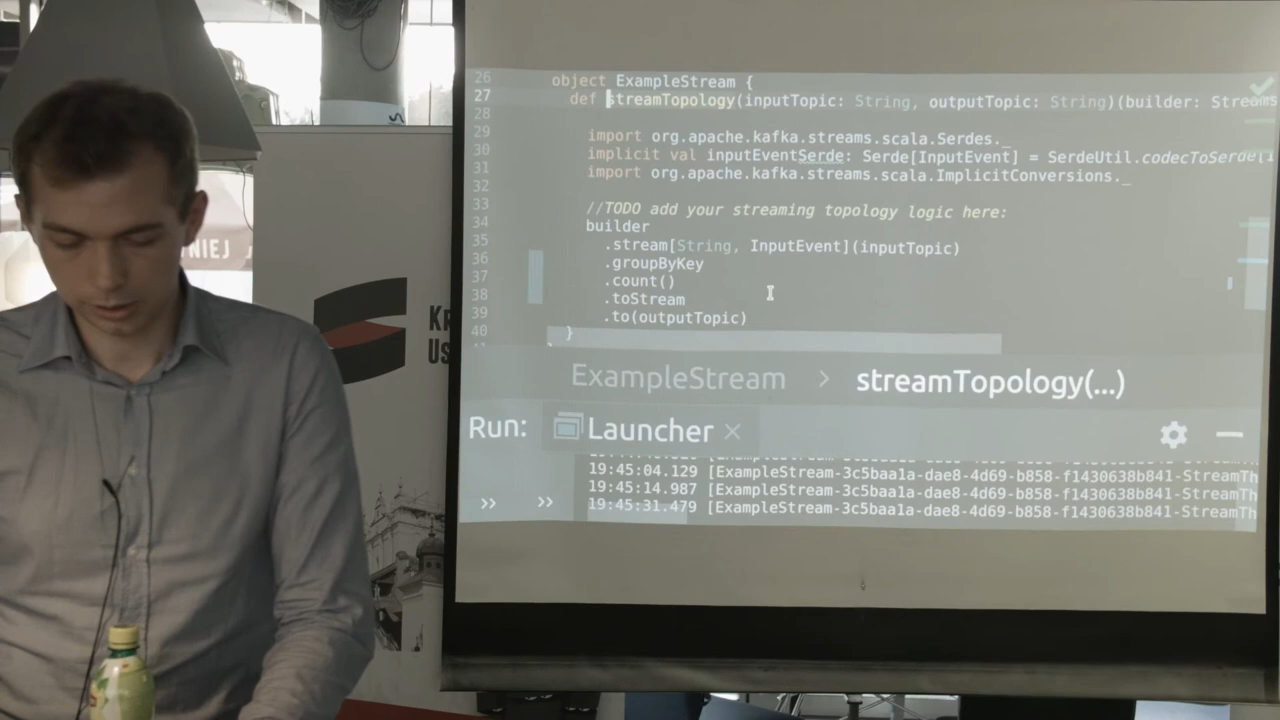 26 object ExampleStream {
27 def streamTopology(inputTopic: String, outputTopic: String)(builder: Streams
28
29 import org.apache.kafka.streams.scala.Serdes._
30 implicit val inputEventSerde: Serde[InputEvent] = SerdeUtil.codecToSerde[I
31 import org.apache.kafka.streams.scala.ImplicitConversions._
32
33 //TODO add your streaming topology logic here:
34 builder
35 .stream[String, InputEvent](inputTopic)
36 .groupByKey
37 .count()
38 .toStream
39 .to(outputTopic)
40 }
ExampleStream > streamTopology(...)
Run: Launcher ×
19:45:04.129 [ExampleStream-3c5baa1a-dae8-4d69-b858-f1430638b841-StreamTh
19:45:14.987 [ExampleStream-3c5baa1a-dae8-4d69-b858-f1430638b841-StreamTh
>> >> 19:45:31.479 [ExampleStream-3c5baa1a-dae8-4d69-b858-f1430638b841-StreamTh
NIEJ